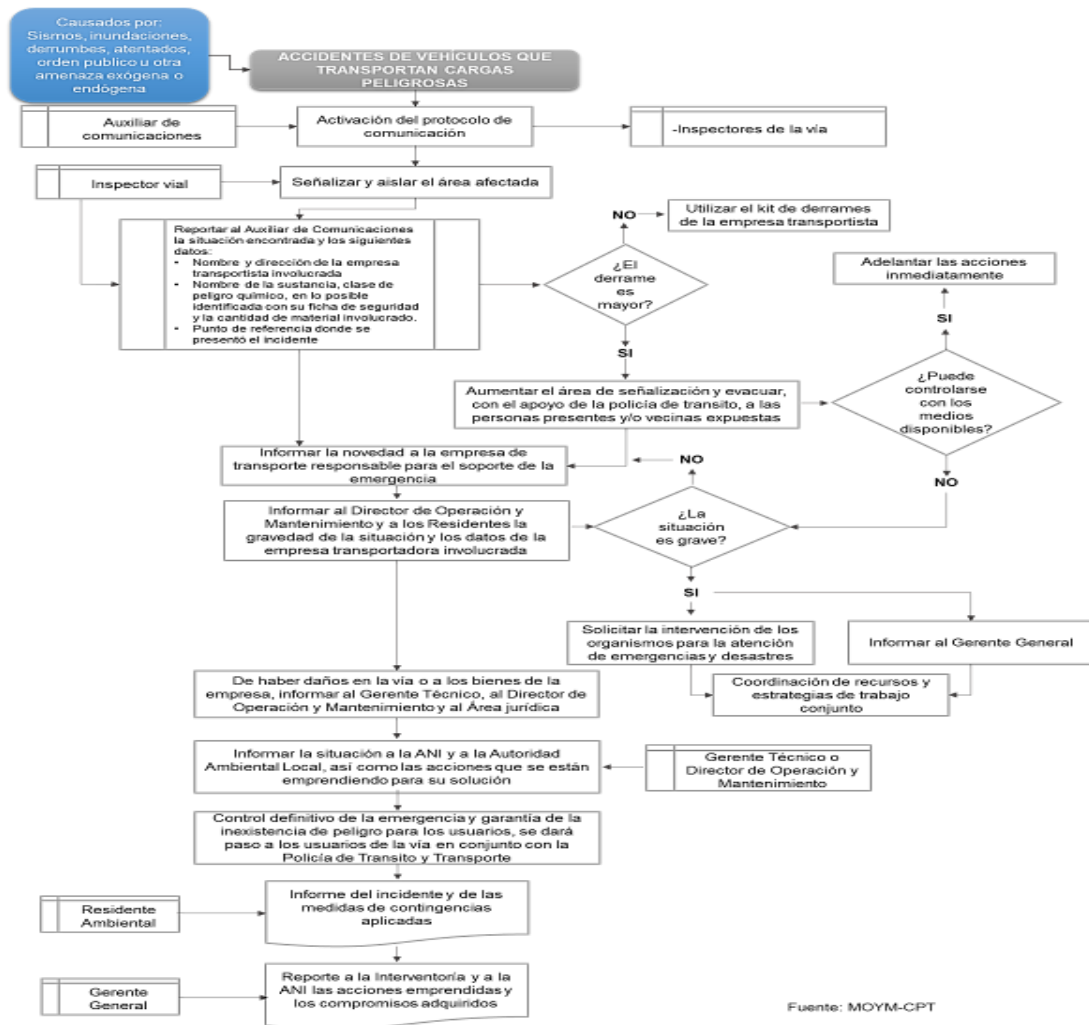 Causados por:
Sismos, inundaciones,
derrumbes, atentados,
orden publico u otra
amenaza exógena o
endógena
ACCIDENTES DE VEHÍCULOS QUE
TRANSPORTAN CARGAS
PELIGROSAS
Auxiliar de
comunicaciones
Activación del protocolo de
comunicación
-Inspectores de la vía
Inspector vial
Señalizar y aislar el área afectada
Reportar al Auxiliar de Comunicaciones
la situación encontrada y los siguientes
datos:
• Nombre y dirección de la empresa
transportista involucrada
• Nombre de la sustancia, clase de
peligro químico, en lo posible
identificada con su ficha de seguridad
y la cantidad de material involucrado.
• Punto de referencia donde se
presentó el incidente
¿El
derrame
es
mayor?
NO
Utilizar el kit de derrames
de la empresa transportista
SI
Aumentar el área de señalización y evacuar,
con el apoyo de la policía de transito, a las
personas presentes y/o vecinas expuestas
Adelantar las acciones
inmediatamente
SI
¿Puede
controlarse
con los
medios
disponibles?
NO
Informar la novedad a la empresa de
transporte responsable para el soporte de la
emergencia
NO
Informar al Director de Operación y
Mantenimiento y a los Residentes la
gravedad de la situación y los datos de la
empresa transportadora involucrada
¿La
situación
es grave?
SI
Solicitar la intervención de los
organismos para la atención
de emergencias y desastres
Informar al Gerente General
Coordinación de recursos y
estrategias de trabajo
conjunto
De haber daños en la vía o a los bienes de
la empresa, informar al Gerente Técnico, al Director de
Operación y Mantenimiento y al Área jurídica
Informar la situación a la ANI y a la Autoridad
Ambiental Local, así como las acciones que se están
emprendiendo para su solución
Gerente Técnico o
Director de Operación y
Mantenimiento
Control definitivo de la emergencia y garantía de la
inexistencia de peligro para los usuarios, se dará
paso a los usuarios de la vía en conjunto con la
Policía de Transito y Transporte
Residente
Ambiental
Informe del incidente y de las
medidas de contingencias
aplicadas
Gerente
General
Reporte a la Interventoría y a la
ANI las acciones emprendidas y
los compromisos adquiridos
Fuente: MOYM-CPT